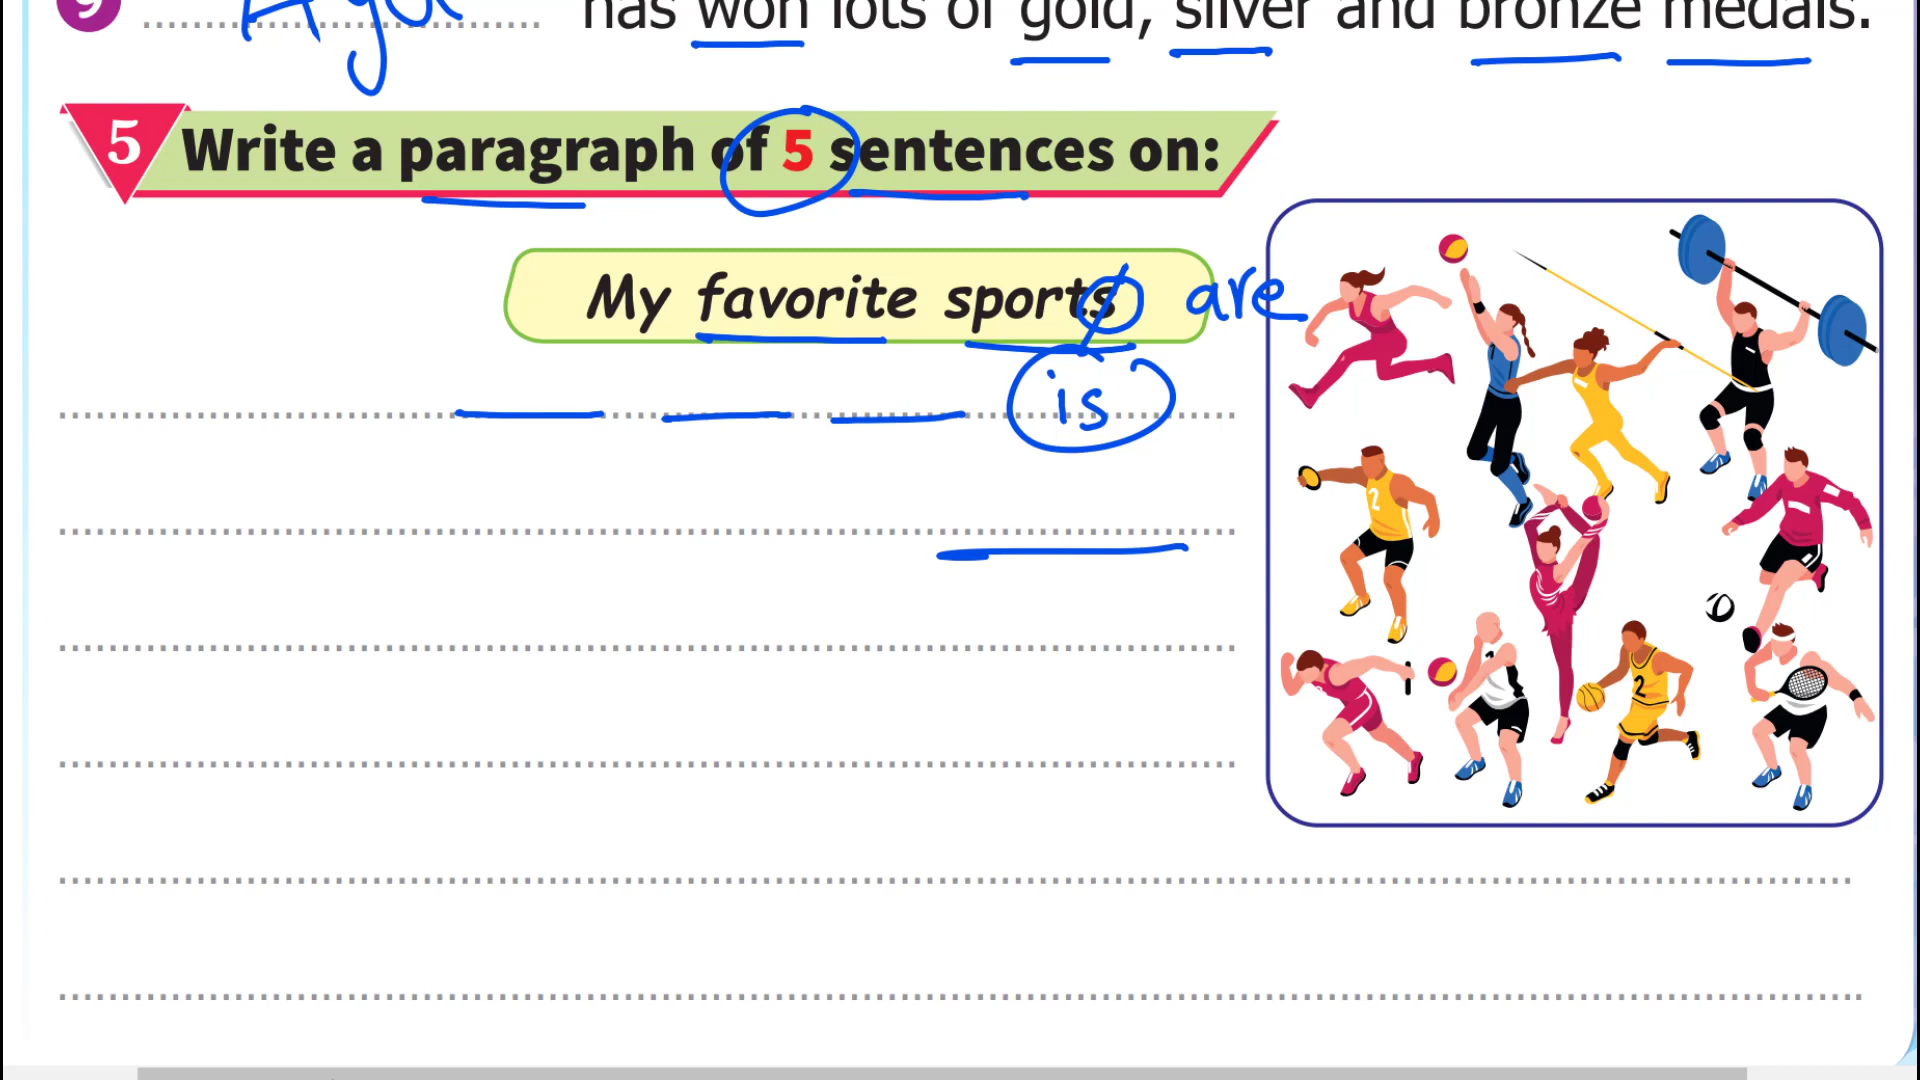 9 has won lots of gold, silver and bronze medals.
5 Write a paragraph of 5 sentences on:
My favorite sports are
is